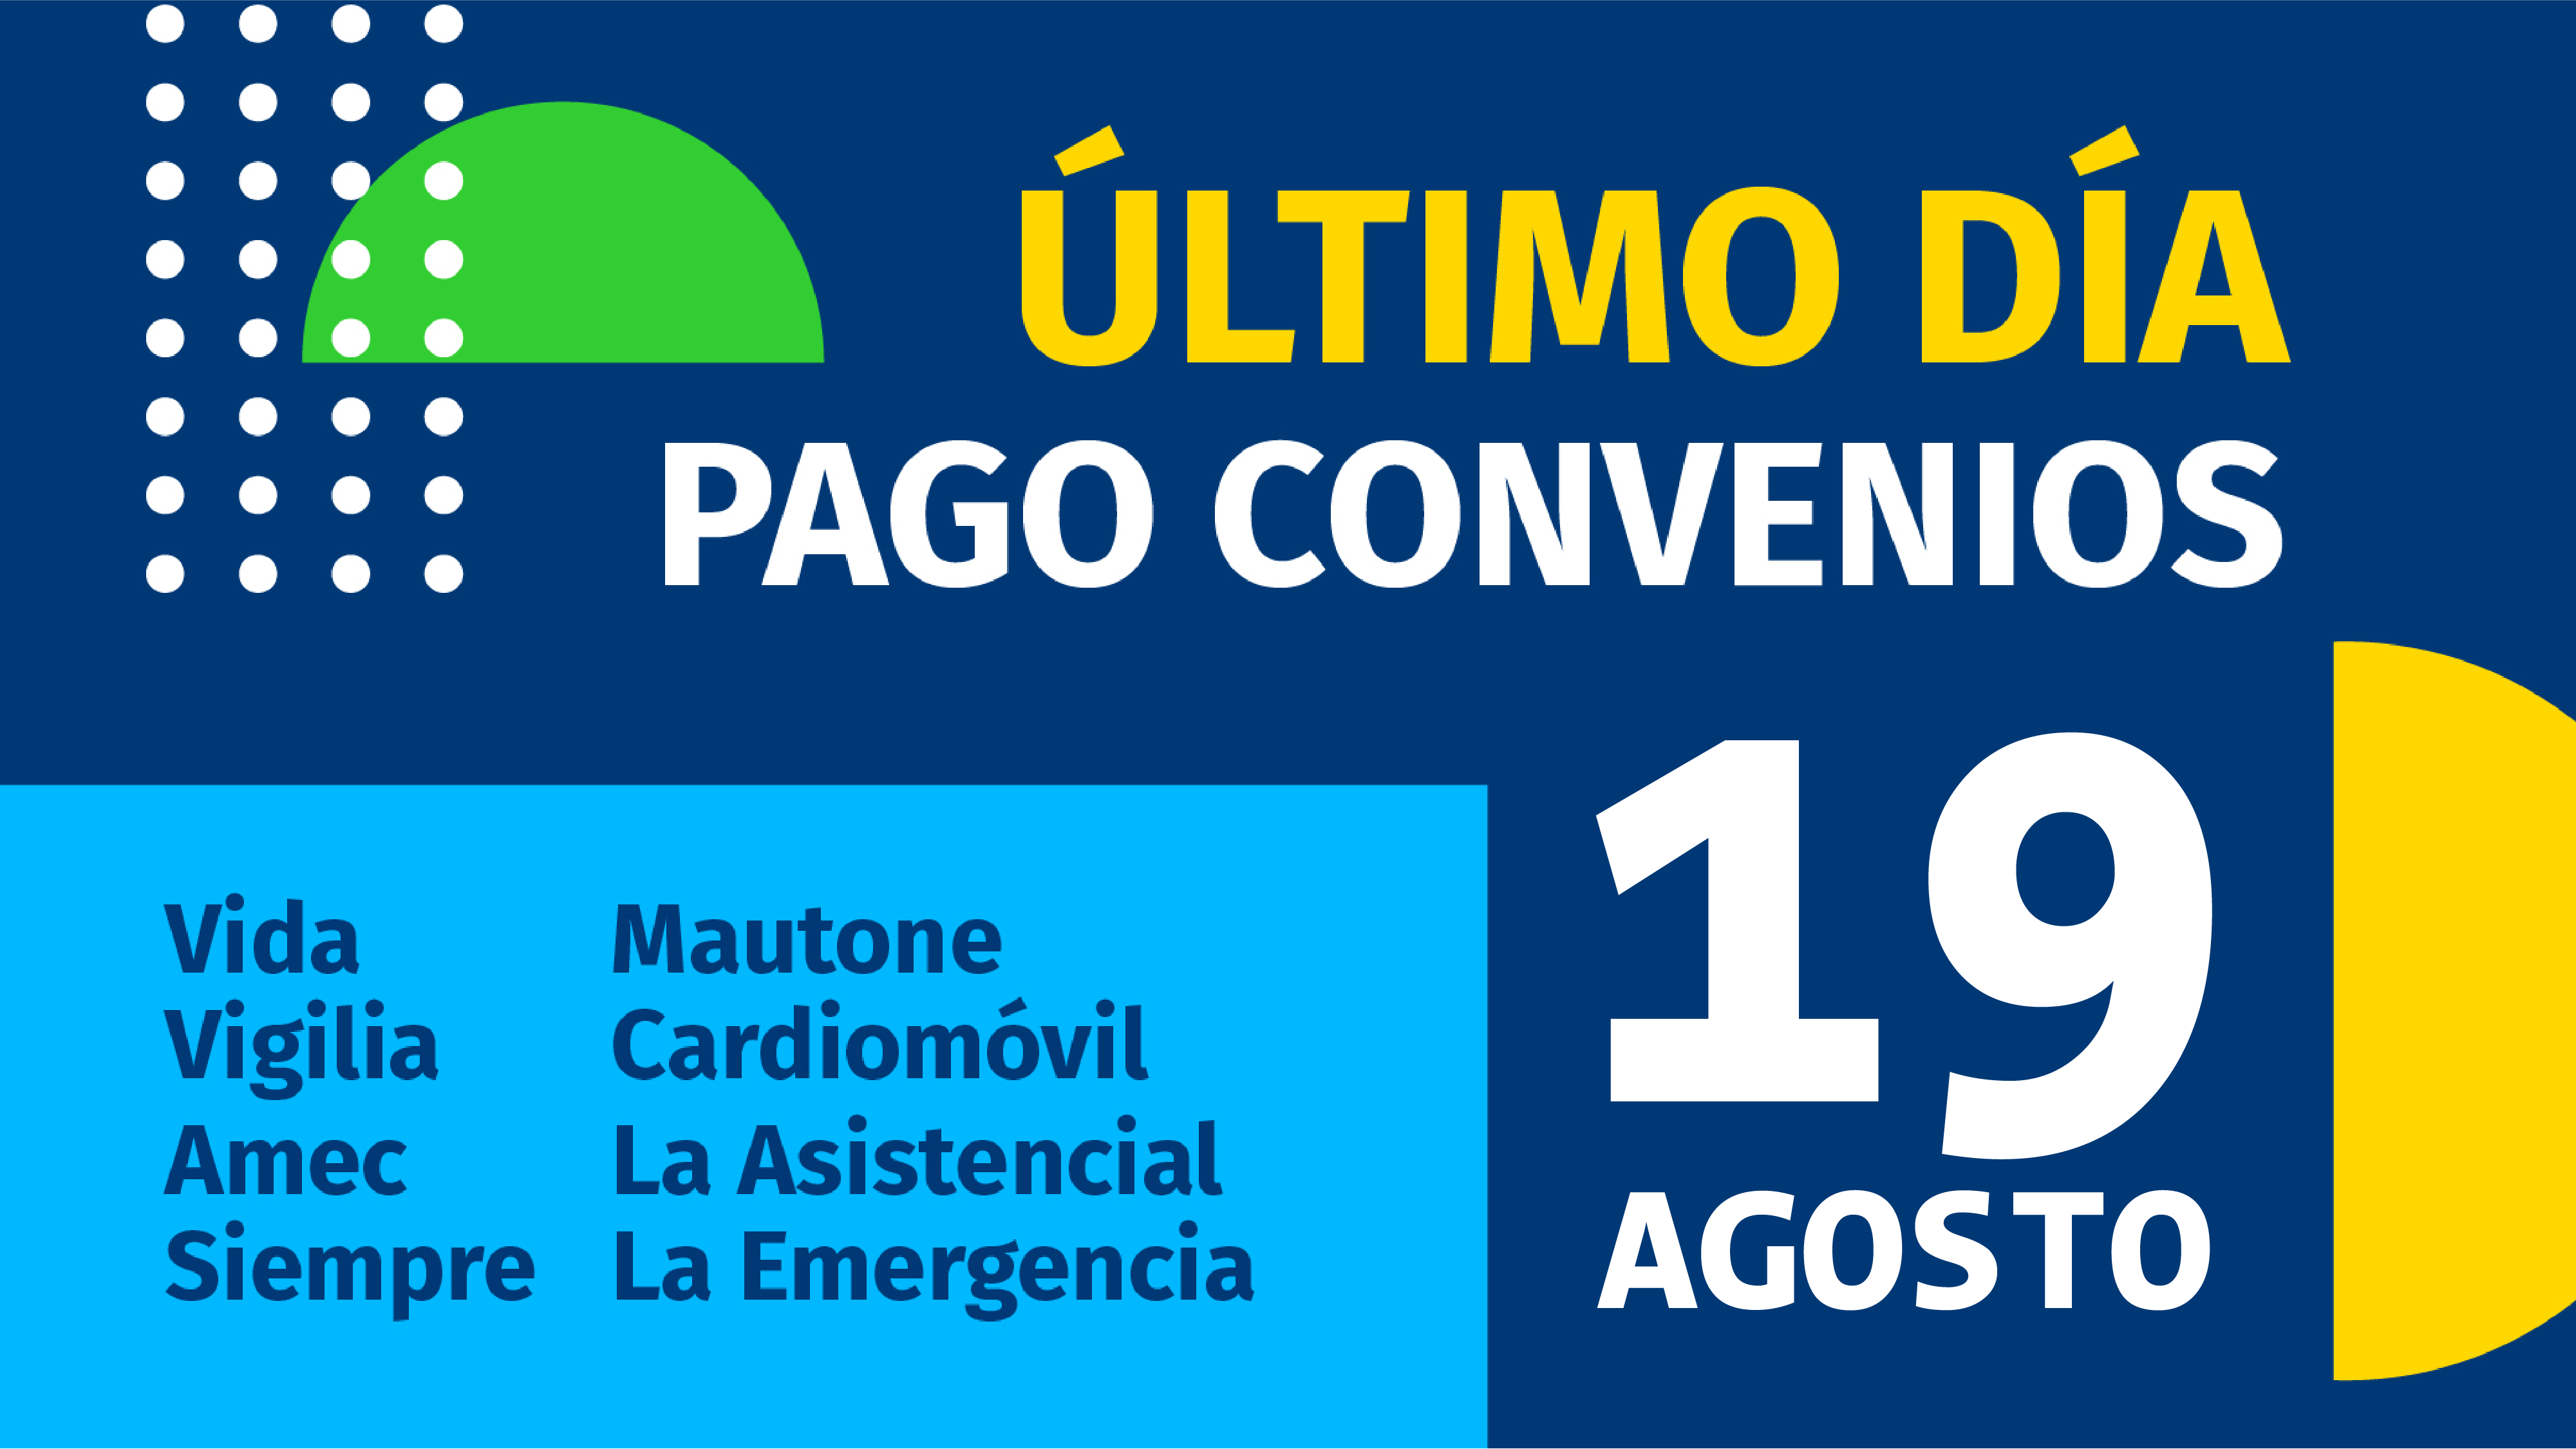 ÚLTIMO DÍA
PAGO CONVENIOS
19
AGOSTO
Vida
Vigilia
Amec
Siempre
Mautone
Cardiomóvil
La Asistencial
La Emergencia